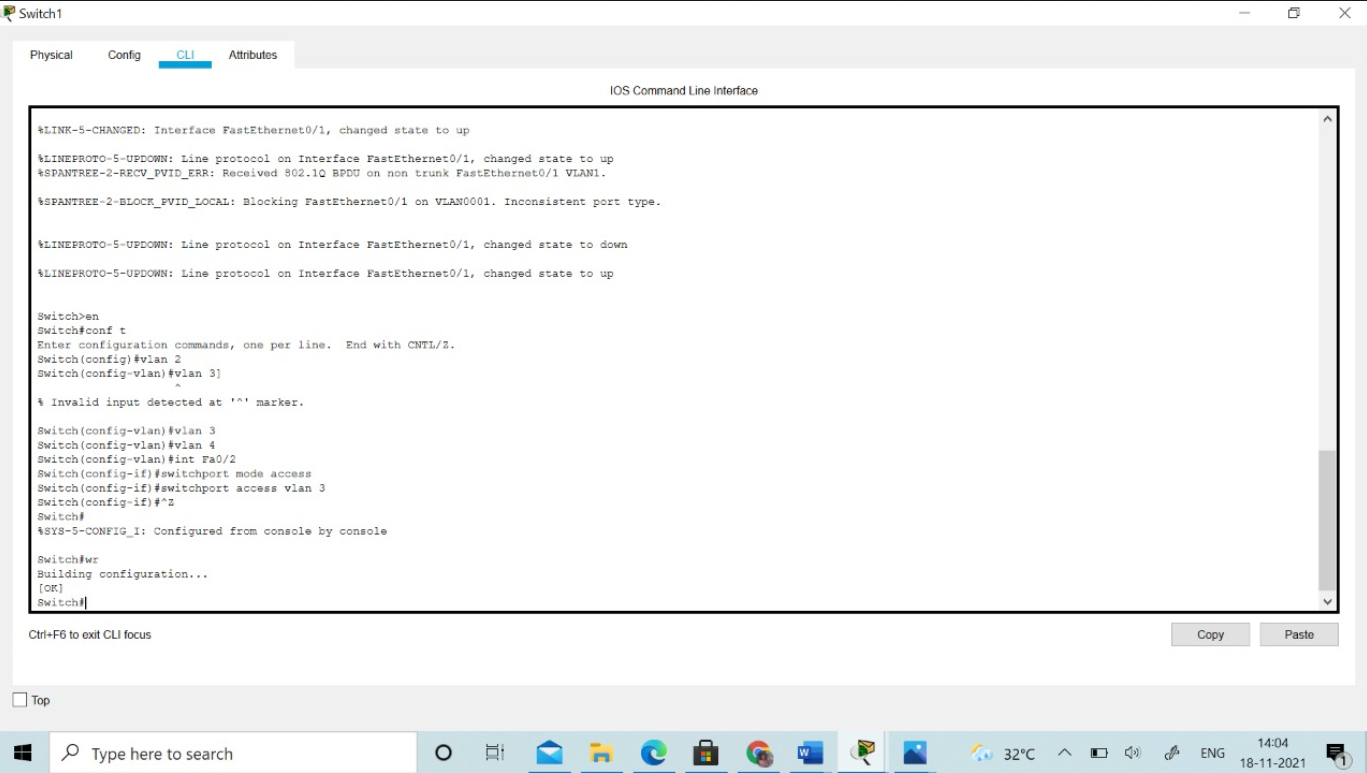 Switch1
Physical Config CLI Attributes
IOS Command Line Interface
%LINK-5-CHANGED: Interface FastEthernet0/1, changed state to up
%LINEPROTO-5-UPDOWN: Line protocol on Interface FastEthernet0/1, changed state to up
%SPANTREE-2-RECV_PVID_ERR: Received 802.1Q BPDU on non trunk FastEthernet0/1 VLAN1.
%SPANTREE-2-BLOCK_PVID_LOCAL: Blocking FastEthernet0/1 on VLAN0001. Inconsistent port type.
%LINEPROTO-5-UPDOWN: Line protocol on Interface FastEthernet0/1, changed state to down
%LINEPROTO-5-UPDOWN: Line protocol on Interface FastEthernet0/1, changed state to up
Switch>en
Switch#conf t
Enter configuration commands, one per line.  End with CNTL/Z.
Switch(config)#vlan 2
Switch(config-vlan)#vlan 3]
^
% Invalid input detected at '^' marker.
Switch(config-vlan)#vlan 3
Switch(config-vlan)#vlan 4
Switch(config-vlan)#int Fa0/2
Switch(config-if)#switchport mode access
Switch(config-if)#switchport access vlan 3
Switch(config-if)#^Z
Switch#
%SYS-5-CONFIG_I: Configured from console by console
Switch#wr
Building configuration...
[OK]
Switch#
Ctrl+F6 to exit CLI focus
Copy Paste
Top
Type here to search
32°C ENG
14:04
18-11-2021
1